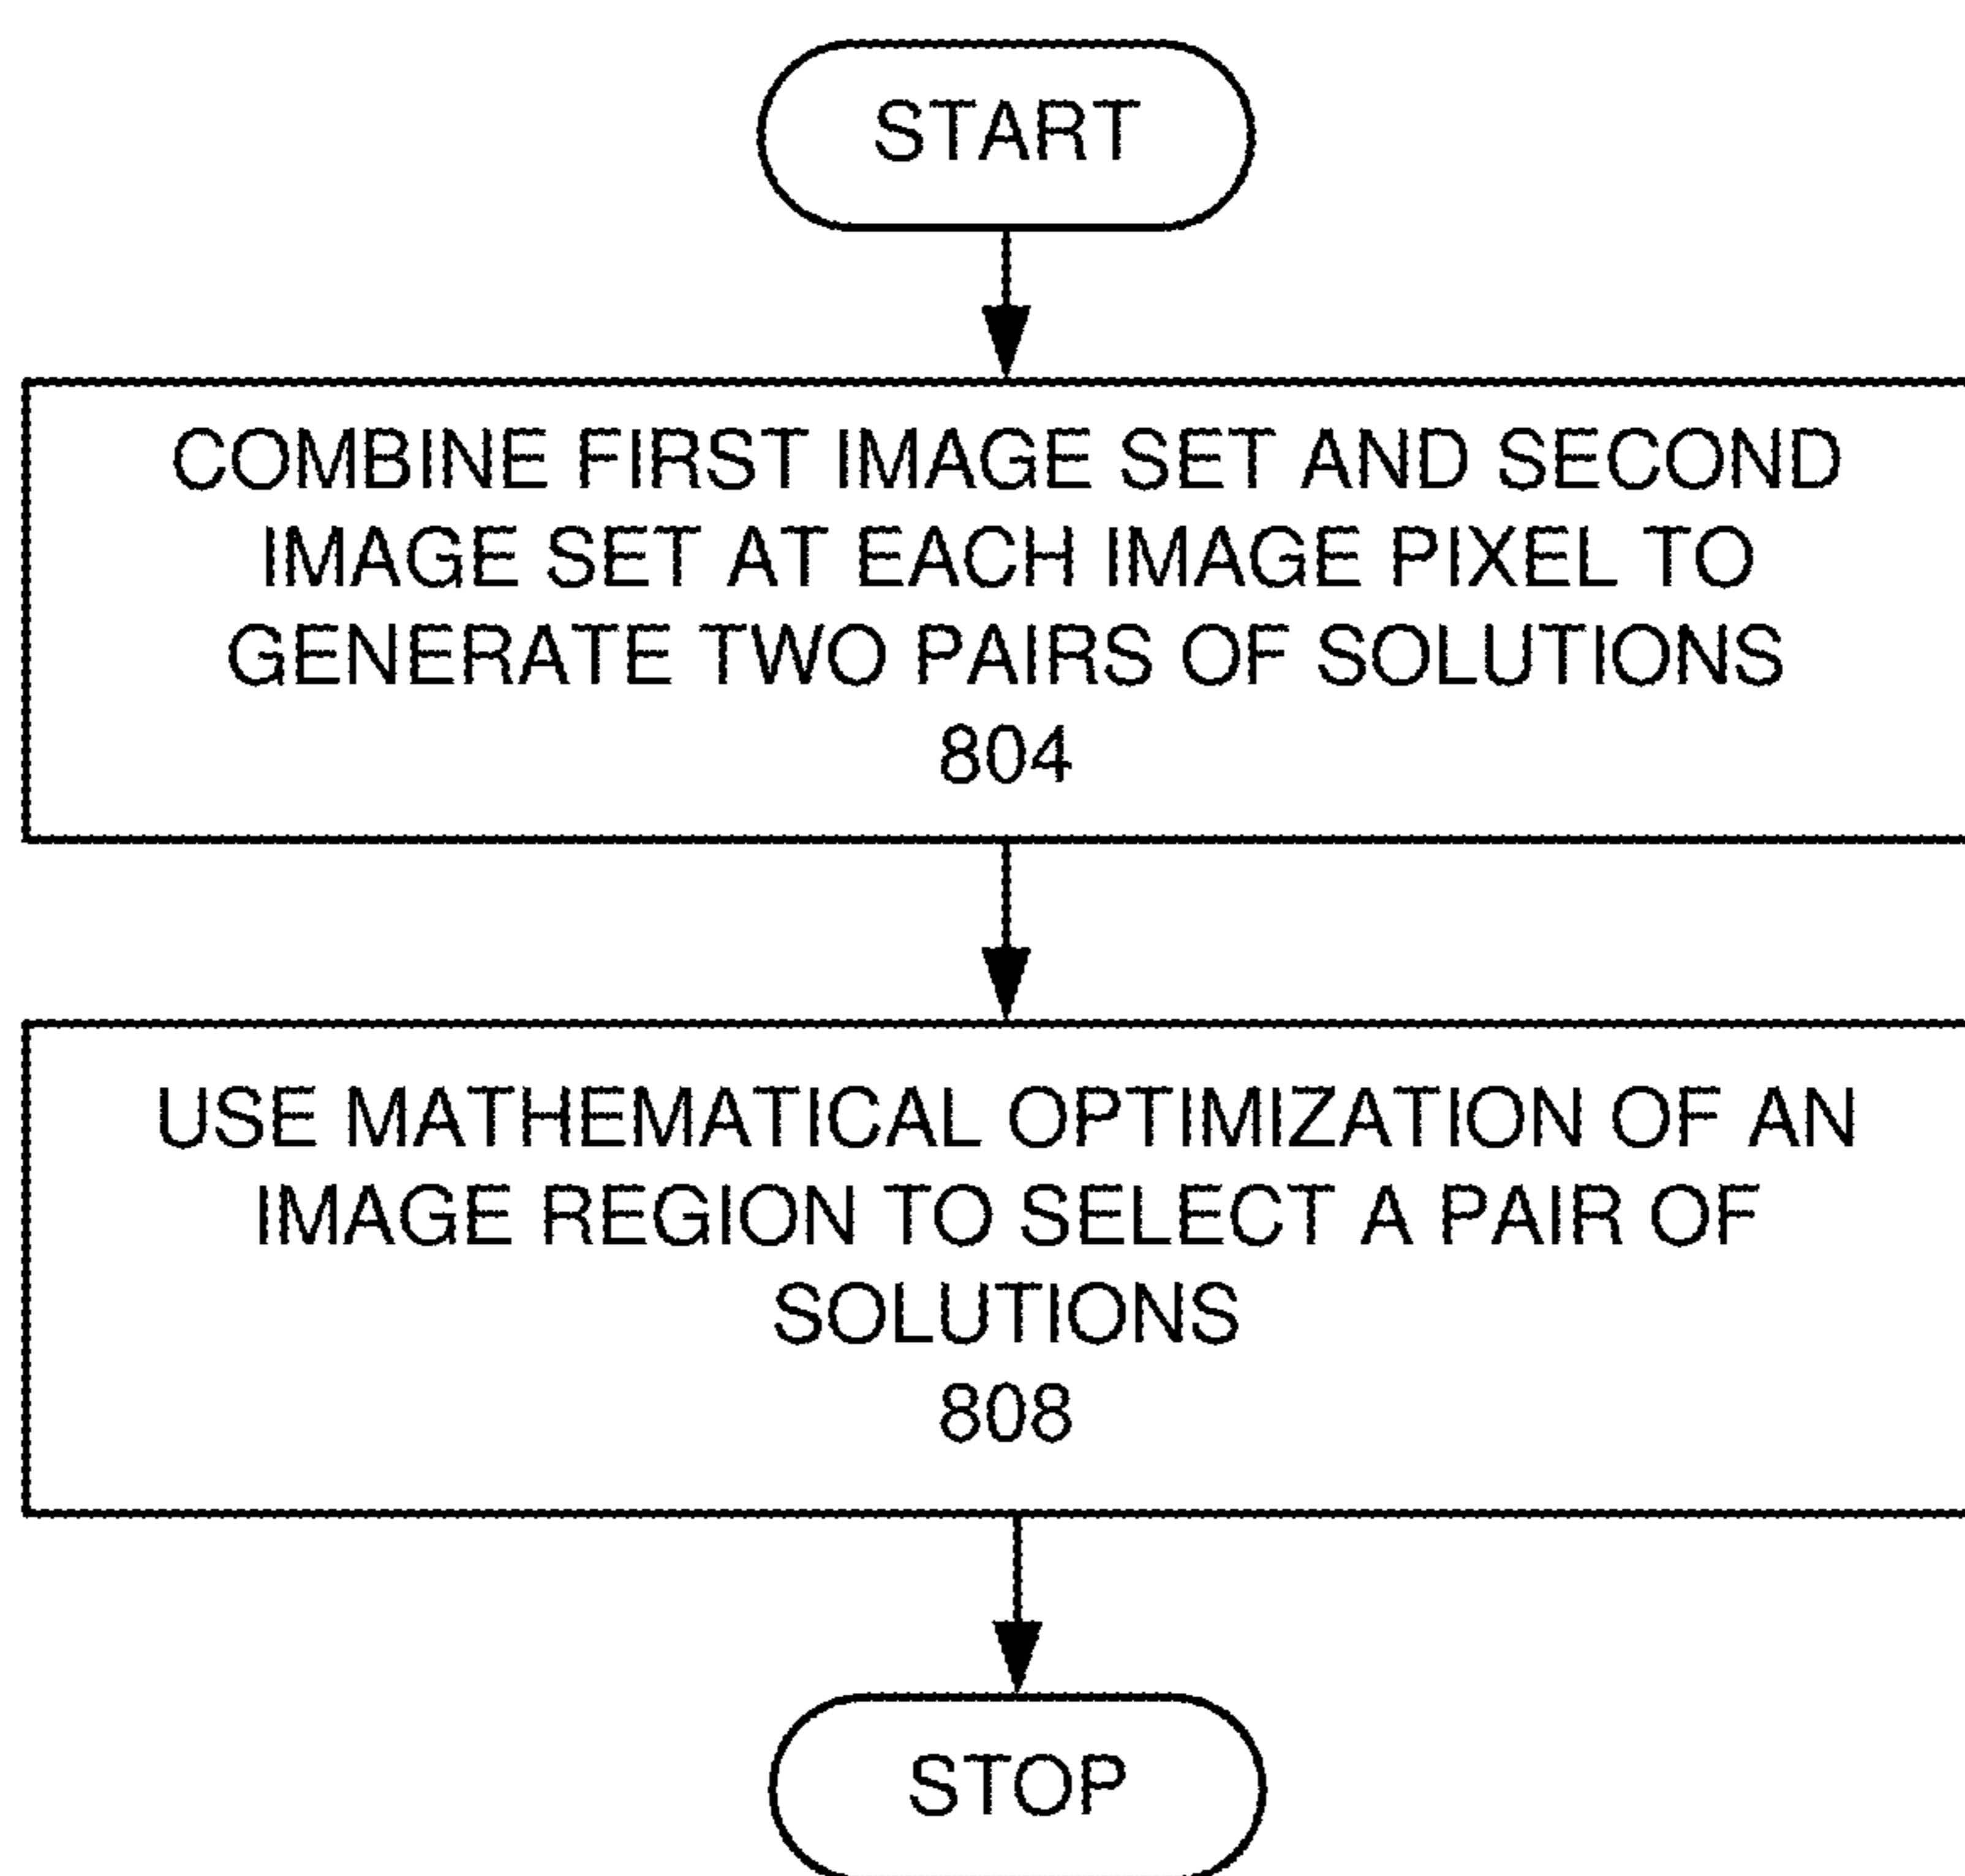 START
COMBINE FIRST IMAGE SET AND SECOND
IMAGE SET AT EACH IMAGE PIXEL TO
GENERATE TWO PAIRS OF SOLUTIONS
804
USE MATHEMATICAL OPTIMIZATION OF AN
IMAGE REGION TO SELECT A PAIR OF
SOLUTIONS
808
STOP